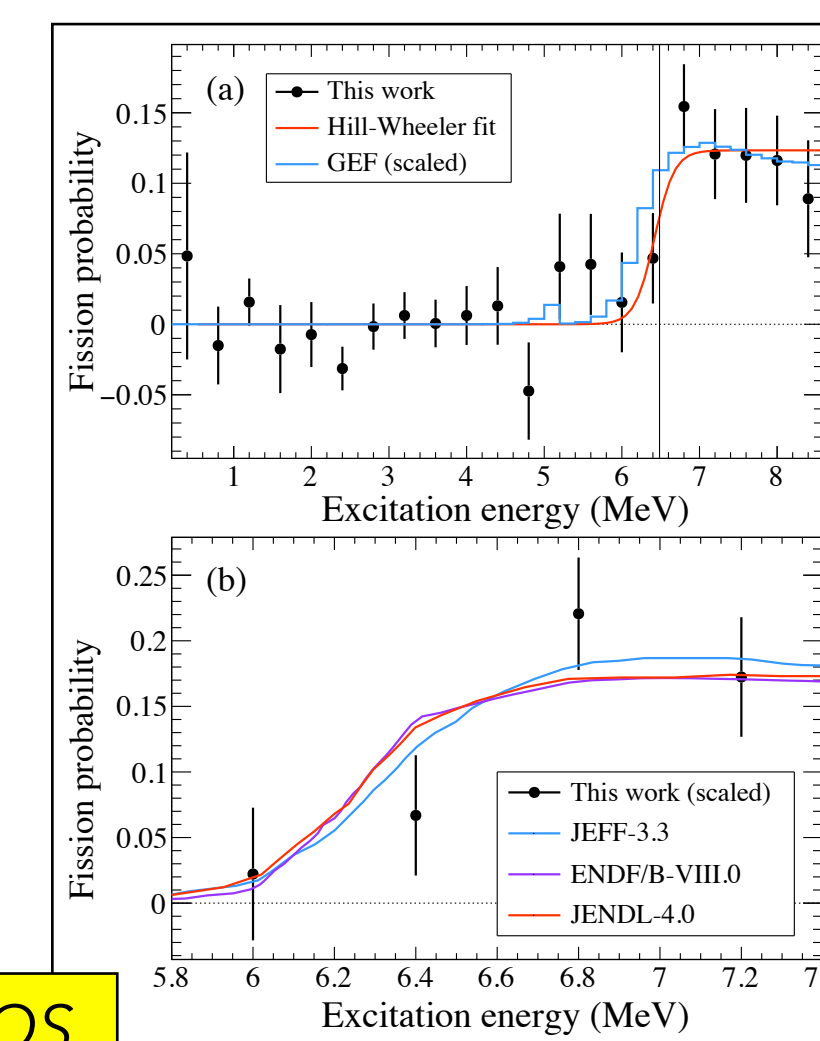 (a)
This work
Hill-Wheeler fit
GEF (scaled)
Fission probability
0.15
0.1
0.05
0
−0.05
1 2 3 4 5 6 7 8
Excitation energy (MeV)
(b)
Fission probability
0.25
0.2
0.15
0.1
0.05
0
This work (scaled)
JEFF-3.3
ENDF/B-VIII.0
JENDL-4.0
5.8 6 6.2 6.4 6.6 6.8 7 7.2
Excitation energy (MeV)